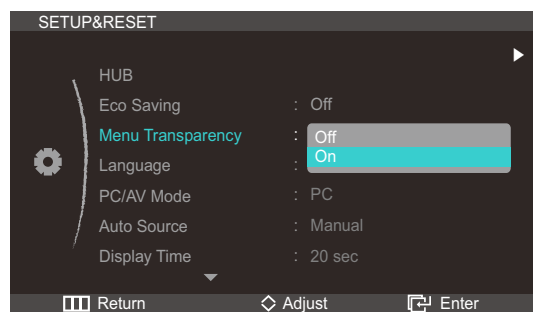 SETUP&RESET
HUB
Eco Saving : Off
Menu Transparency : Off
On
Language :
PC/AV Mode : PC
Auto Source : Manual
Display Time : 20 sec
Return Adjust Enter